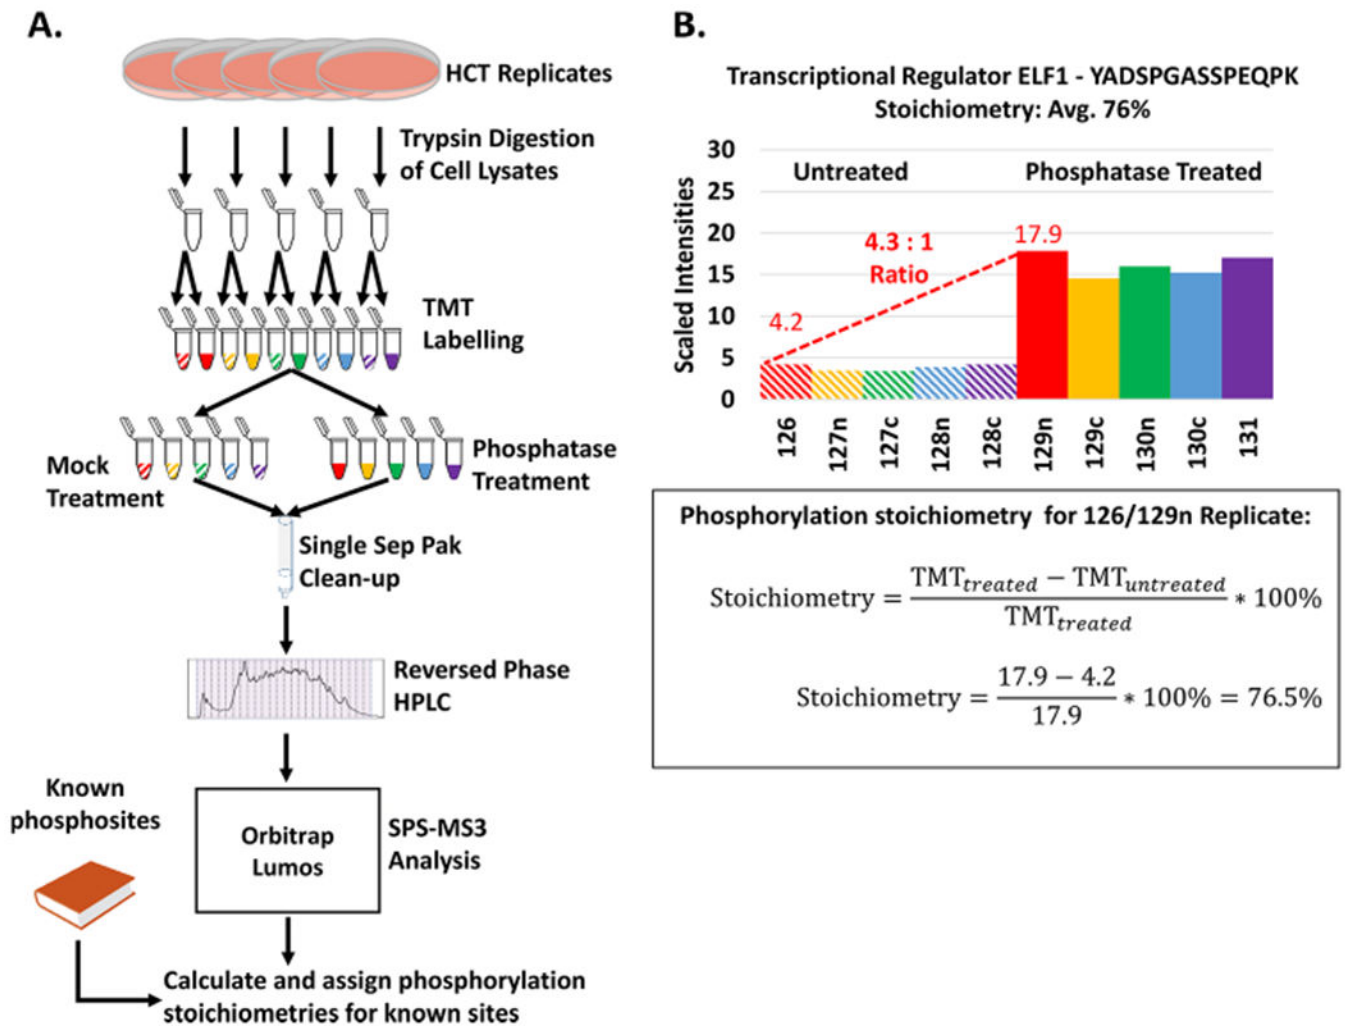 A.
HCT Replicates
Trypsin Digestion
of Cell Lysates
TMT
Labelling
Mock
Treatment
Phosphatase
Treatment
Single Sep Pak
Clean-up
Reversed Phase
HPLC
Known
phosphosites
Orbitrap
Lumos
SPS-MS3
Analysis
Calculate and assign phosphorylation
stoichiometries for known sites
B.
Transcriptional Regulator ELF1 - YADSPGASSPEQPK
Stoichiometry: Avg. 76%
Scaled Intensities
30
25
20
15
10
5
0
Untreated
Phosphatase Treated
4.3 : 1
Ratio
17.9
4.2
126
127n
127c
128n
128c
129n
129c
130n
130c
131
Phosphorylation stoichiometry for 126/129n Replicate:
Stoichiometry = (TMT_treated − TMT_untreated) / TMT_treated * 100%
Stoichiometry = (17.9 − 4.2) / 17.9 * 100% = 76.5%